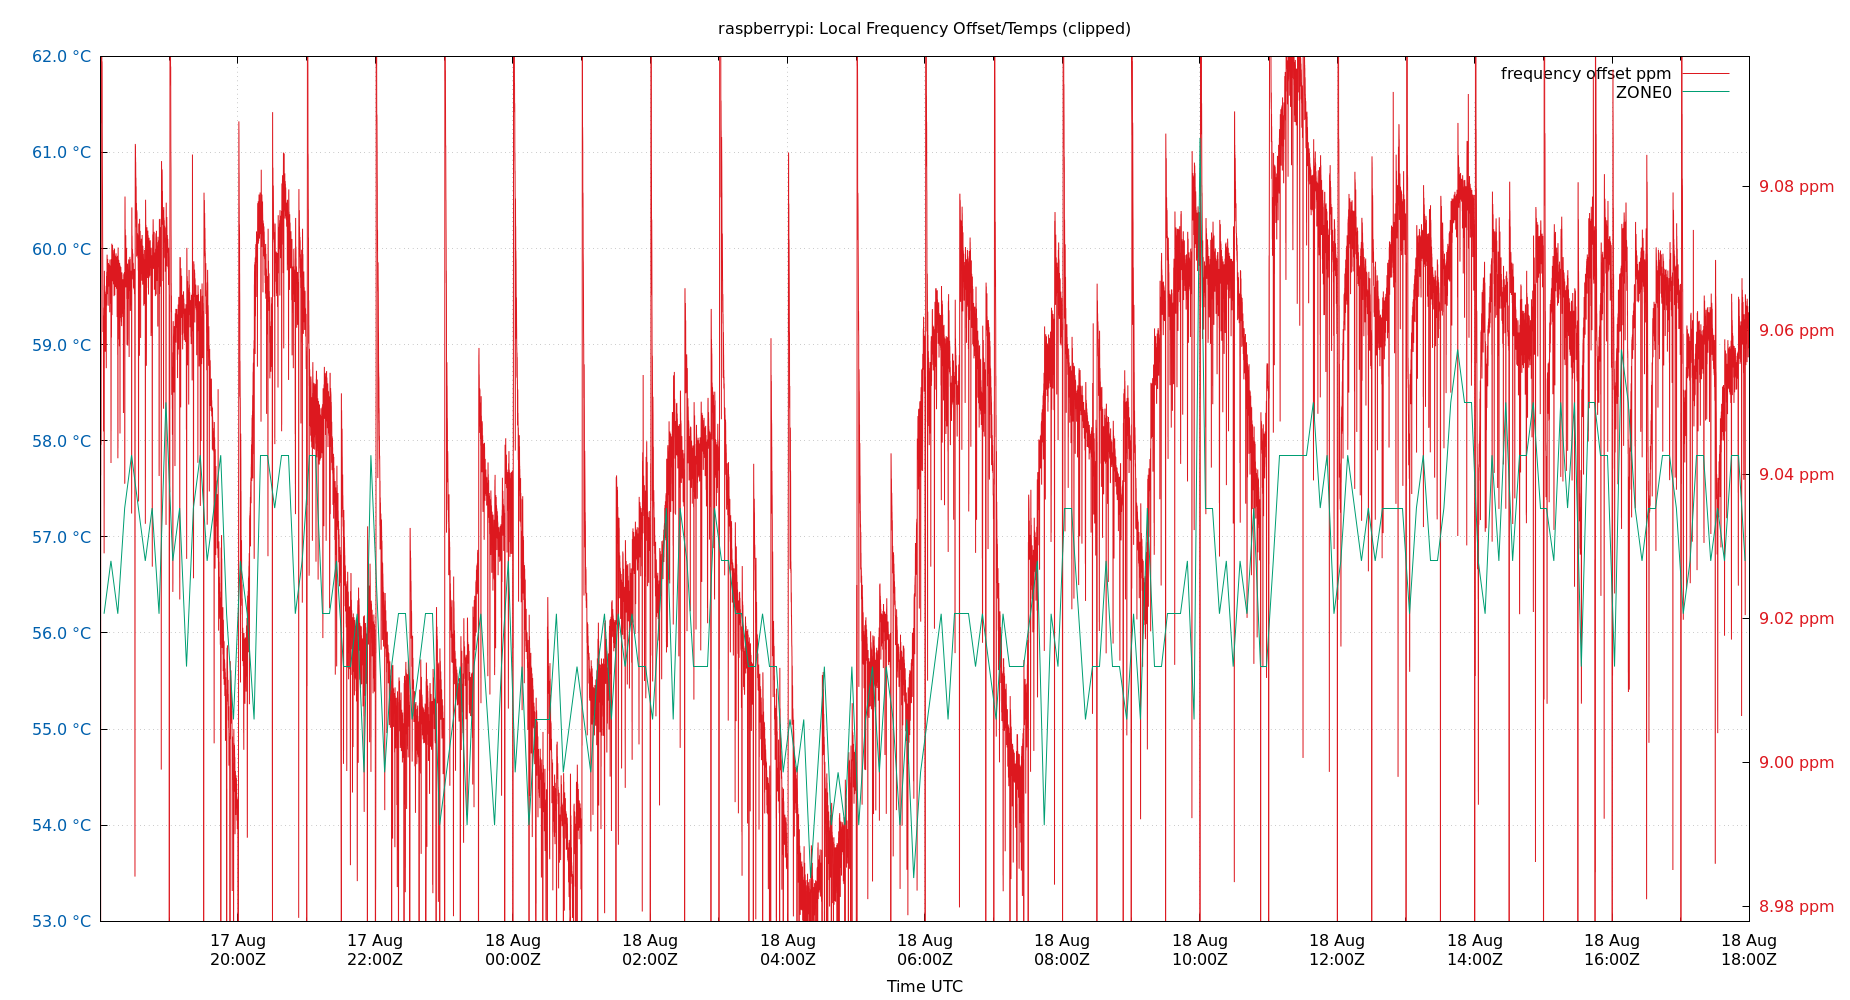 raspberrypi: Local Frequency Offset/Temps (clipped)
62.0 °C
61.0 °C
60.0 °C
59.0 °C
58.0 °C
57.0 °C
56.0 °C
55.0 °C
54.0 °C
53.0 °C
frequency offset ppm
ZONE0
9.08 ppm
9.06 ppm
9.04 ppm
9.02 ppm
9.00 ppm
8.98 ppm
17 Aug
20:00Z
17 Aug
22:00Z
18 Aug
00:00Z
18 Aug
02:00Z
18 Aug
04:00Z
18 Aug
06:00Z
18 Aug
08:00Z
18 Aug
10:00Z
18 Aug
12:00Z
18 Aug
14:00Z
18 Aug
16:00Z
18 Aug
18:00Z
Time UTC